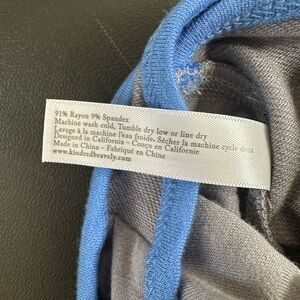 91% Rayon 9% Spandex
Machine wash cold, Tumble dry low or line dry
Lavage à la machine l'eau froide. Sécher la machine cycle doux
Designed in California - Conçu en Californie
Made in China - Fabriqué en Chine
www.kindredbravely.com